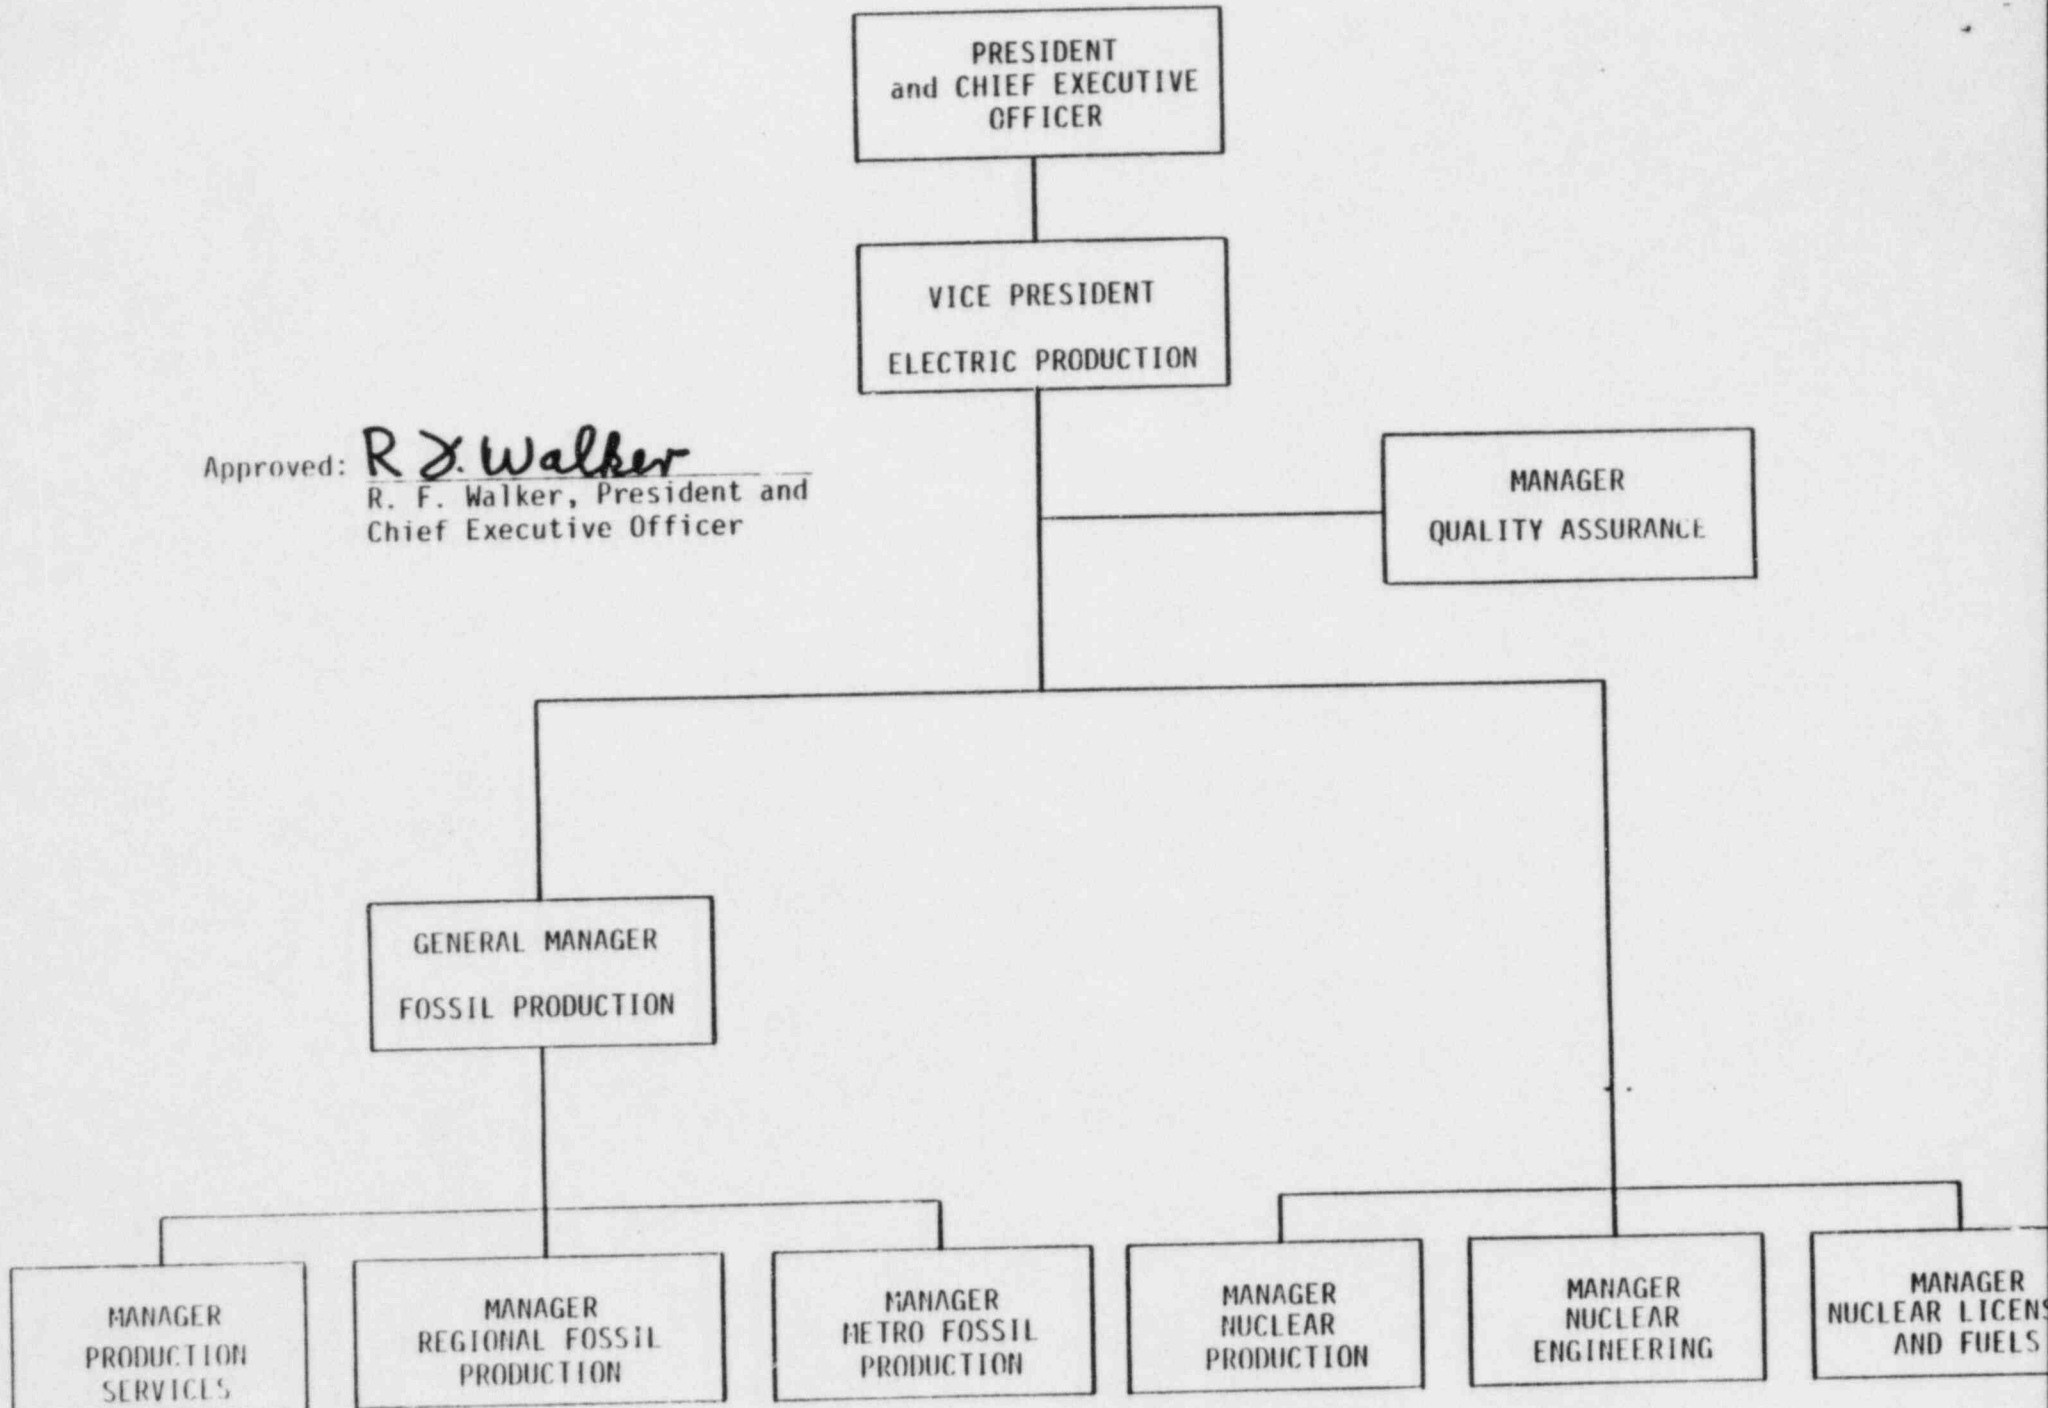 PRESIDENT
and CHIEF EXECUTIVE
OFFICER
VICE PRESIDENT
ELECTRIC PRODUCTION
Approved: R F. Walker
R. F. Walker, President and
Chief Executive Officer
MANAGER
QUALITY ASSURANCE
GENERAL MANAGER
FOSSIL PRODUCTION
MANAGER
PRODUCTION
SERVICES
MANAGER
REGIONAL FOSSIL
PRODUCTION
MANAGER
METRO FOSSIL
PRODUCTION
MANAGER
NUCLEAR
PRODUCTION
MANAGER
NUCLEAR
ENGINEERING
MANAGER
NUCLEAR LICENS
AND FUELS